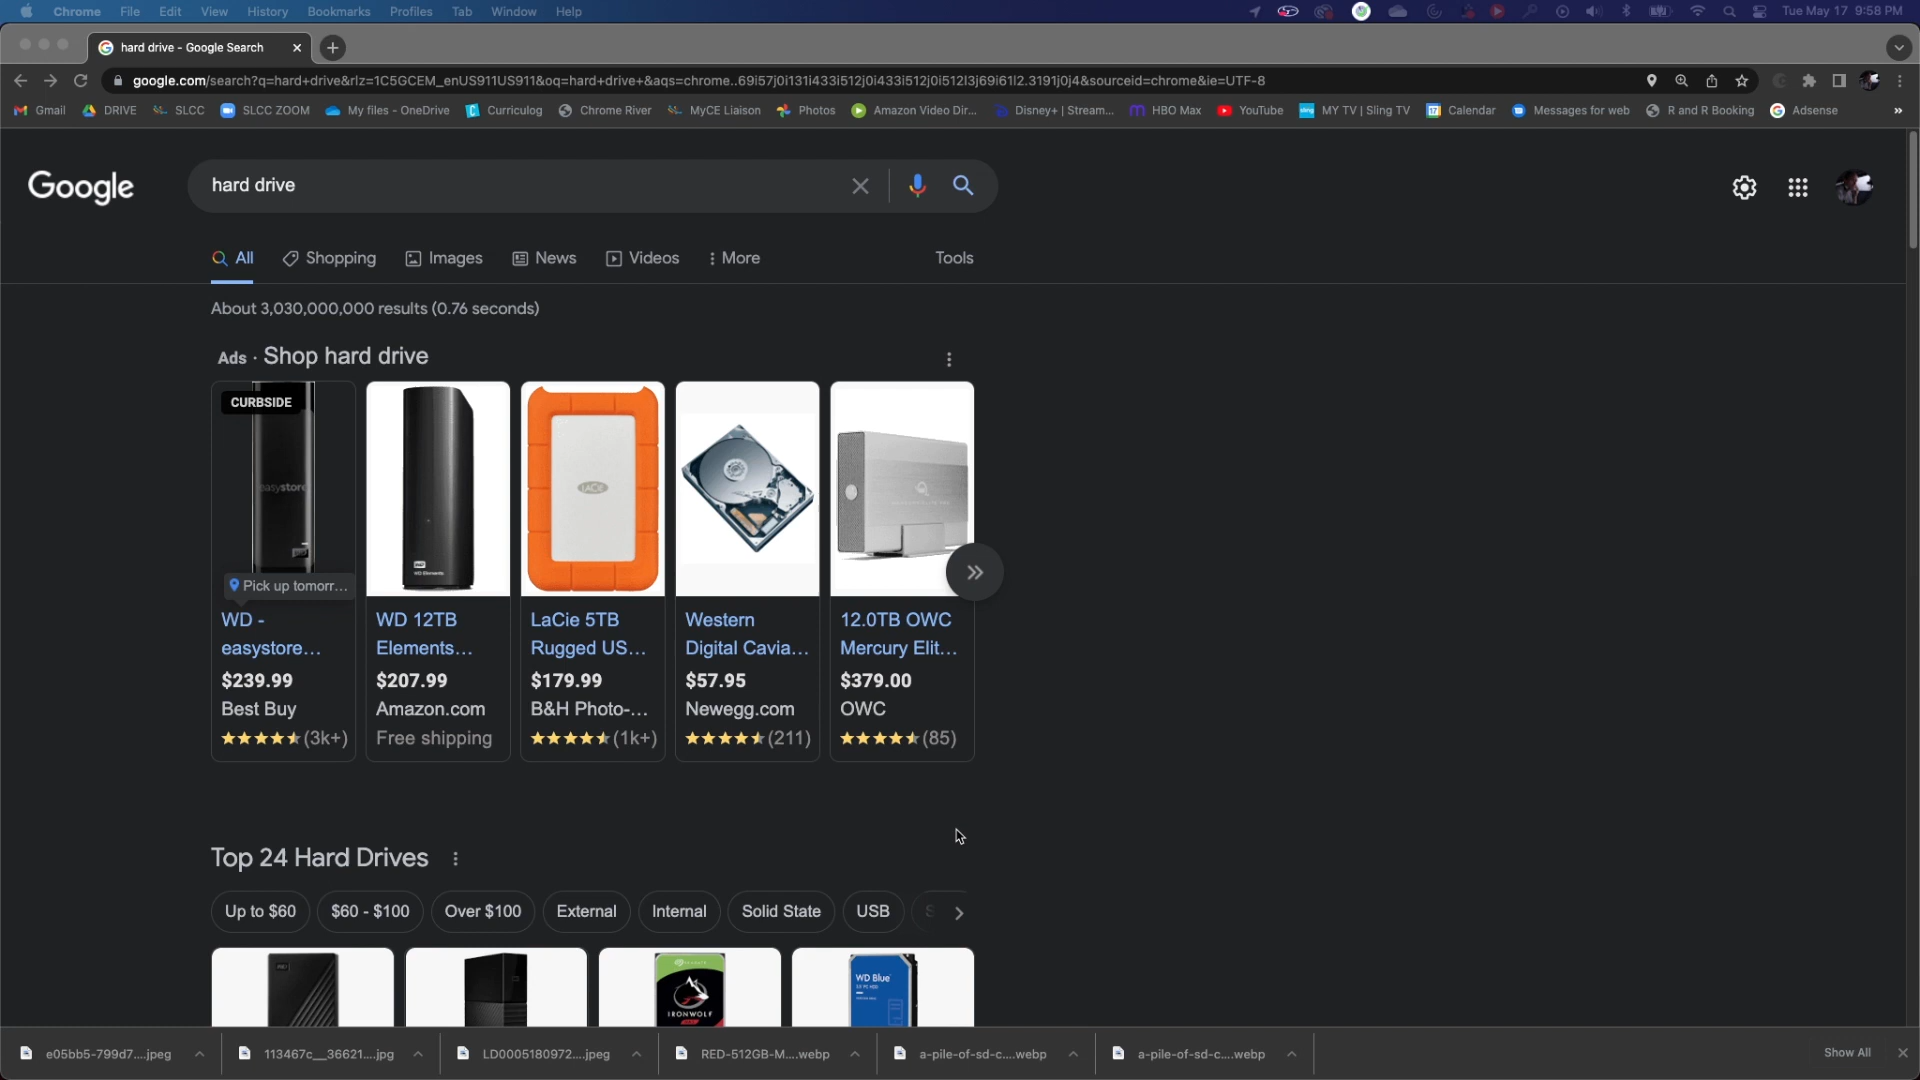 Chrome File Edit View History Bookmarks Profiles Tab Window Help Tue May 17 9:58 PM
hard drive - Google Search
google.com/search?q=hard+drive&rlz=1C5GCEM_enUS911US911&oq=hard+drive+&aqs=chrome..69i57j0i131i433i512j0i433i512j0i512l3j69i61l2.3191j0j4&sourceid=chrome&ie=UTF-8
Gmail DRIVE SLCC SLCC ZOOM My files - OneDrive Curriculog Chrome River MyCE Liaison Photos Amazon Video Dir... Disney+ | Stream... HBO Max YouTube MY TV | Sling TV Calendar Messages for web R and R Booking Adsense »
Google hard drive
All Shopping Images News Videos More Tools
About 3,030,000,000 results (0.76 seconds)
Ads · Shop hard drive
CURBSIDE
easystore
LACIE
WD Elements
Pick up tomorr...
WD -
easystore...
$239.99
Best Buy
(3k+)
WD 12TB
Elements...
$207.99
Amazon.com
Free shipping
LaCie 5TB
Rugged US...
$179.99
B&H Photo-...
(1k+)
Western
Digital Cavia...
$57.95
Newegg.com
(211)
12.0TB OWC
Mercury Elit...
$379.00
OWC
(85)
Top 24 Hard Drives
Up to $60 $60 - $100 Over $100 External Internal Solid State USB S
IRONWOLF
WD Blue
e05bb5-799d7....jpeg 113467c__36621....jpg LD0005180972....jpeg RED-512GB-M....webp a-pile-of-sd-c....webp a-pile-of-sd-c....webp Show All